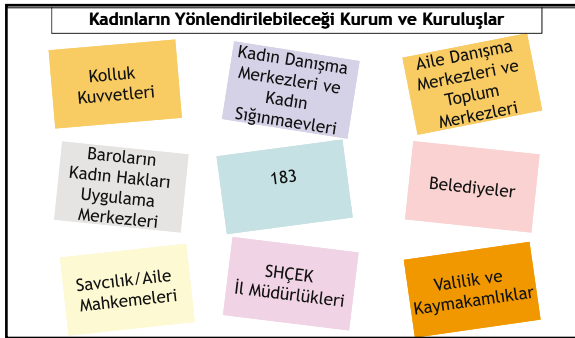 Kadınların Yönlendirilebileceği Kurum ve Kuruluşlar
Kolluk
Kuvvetleri
Kadın Danışma
Merkezleri ve
Kadın
Sığınmaevleri
Aile Danışma
Merkezleri ve
Toplum
Merkezleri
Baroların
Kadın Hakları
Uygulama
Merkezleri
183
Belediyeler
Savcılık/Aile
Mahkemeleri
SHÇEK
İl Müdürlükleri
Valilik ve
Kaymakamlıklar